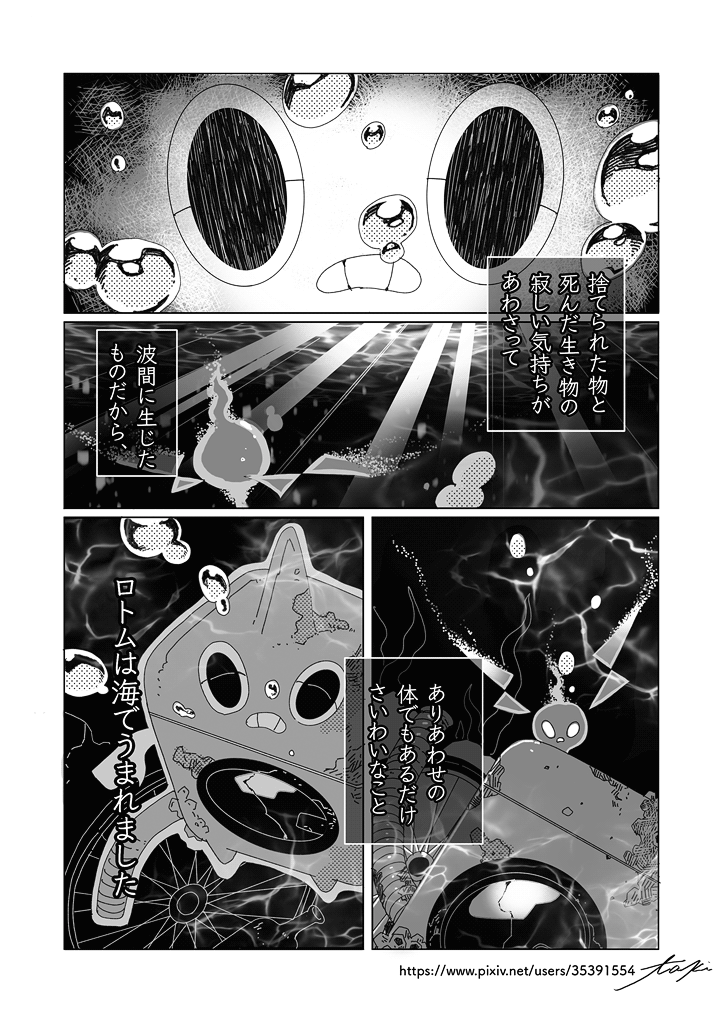 捨てられた物と
死んだ生き物の
寂しい気持ちが
あわさって
波間に生じた
ものだから、
ありあわせの
体でもあるだけ
さいわいなこと
ロトムは海でうまれました
https://www.pixiv.net/users/35391554
taki